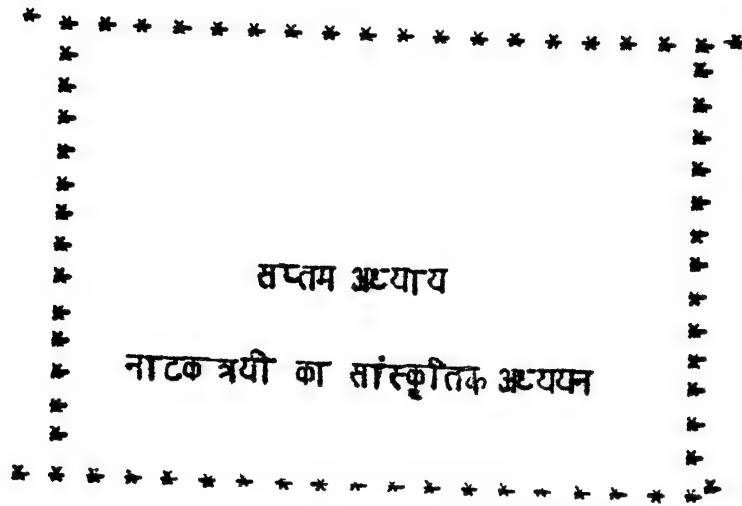 सप्तम अध्याय
नाटक त्रयी का सांस्कृतिक अध्ययन